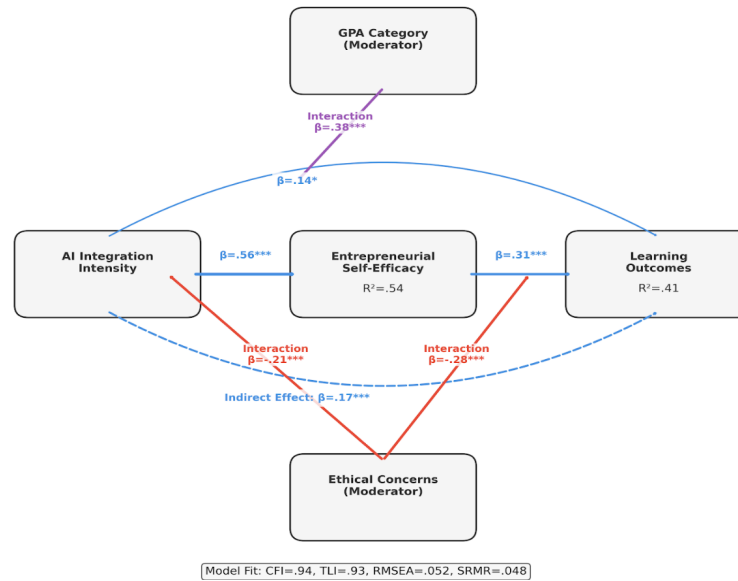 GPA Category
(Moderator)
Interaction
β=.38***
β=.14*
AI Integration
Intensity
β=.56***
Entrepreneurial
Self-Efficacy
R²=.54
β=.31***
Learning
Outcomes
R²=.41
Interaction
β=-.21***
Interaction
β=-.28***
Indirect Effect: β=.17***
Ethical Concerns
(Moderator)
Model Fit: CFI=.94, TLI=.93, RMSEA=.052, SRMR=.048